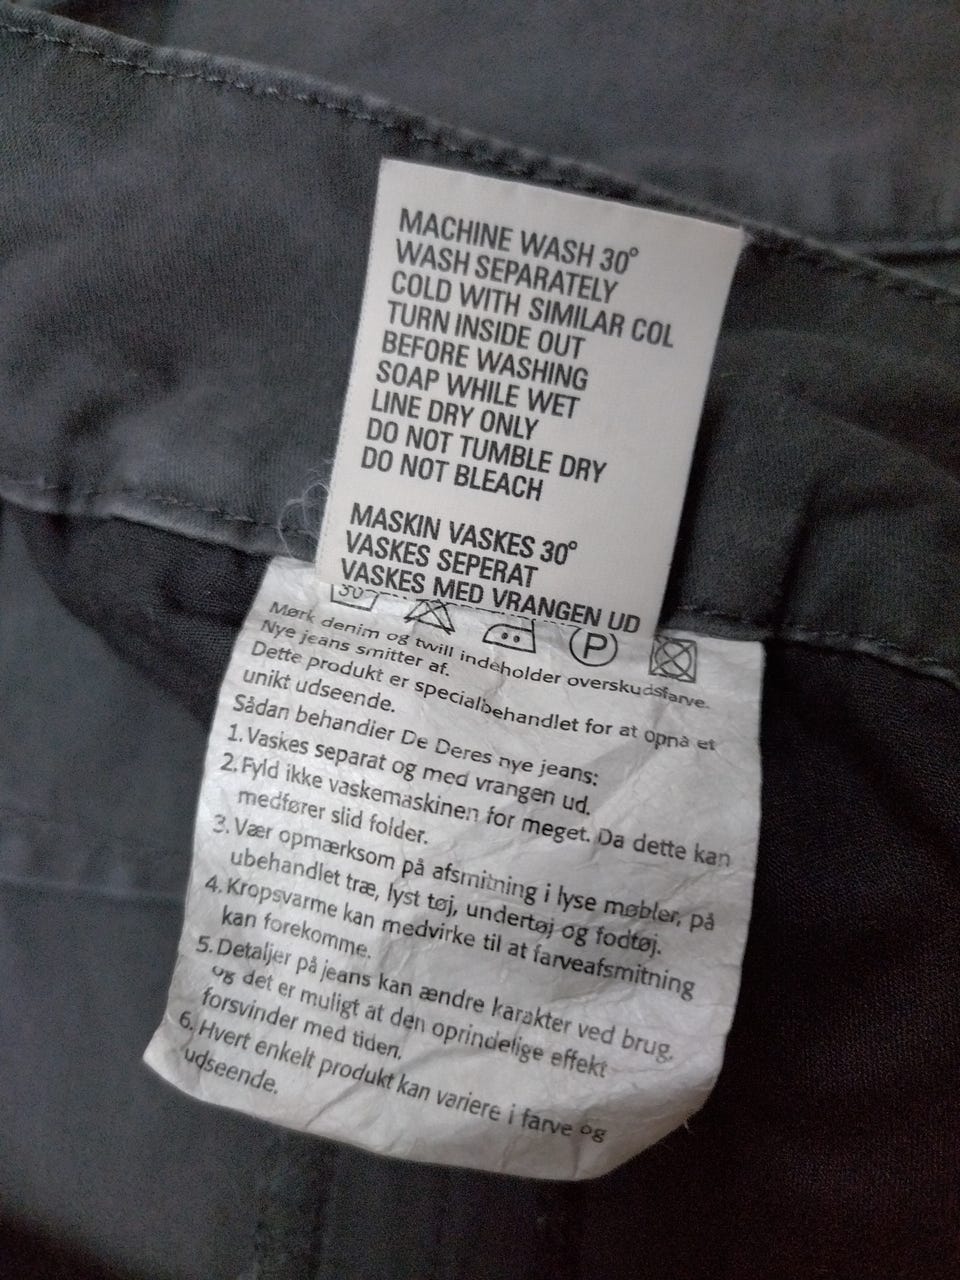 MACHINE WASH 30°
WASH SEPARATELY
COLD WITH SIMILAR COL
TURN INSIDE OUT
BEFORE WASHING
SOAP WHILE WET
LINE DRY ONLY
DO NOT TUMBLE DRY
DO NOT BLEACH
MASKIN VASKES 30°
VASKES SEPERAT
VASKES MED VRANGEN UD
30 P
Mørk denim og twill indeholder overskudsfarve.
Nye jeans smitter af.
Dette produkt er specialbehandlet for at opnå et
unikt udseende.
Sådan behandler De Deres nye jeans:
1. Vaskes separat og med vrangen ud.
2. Fyld ikke vaskemaskinen for meget. Da dette kan
medfører slid folder.
3. Vær opmærksom på afsmitning i lyse møbler, på
ubehandlet træ, lyst tøj, undertøj og fodtøj.
4. Kropsvarme kan medvirke til at farveafsmitning
kan forekomme.
5. Detaljer på jeans kan ændre karakter ved brug,
og det er muligt at den oprindelige effekt
forsvinder med tiden.
6. Hvert enkelt produkt kan variere i farve og
udseende.